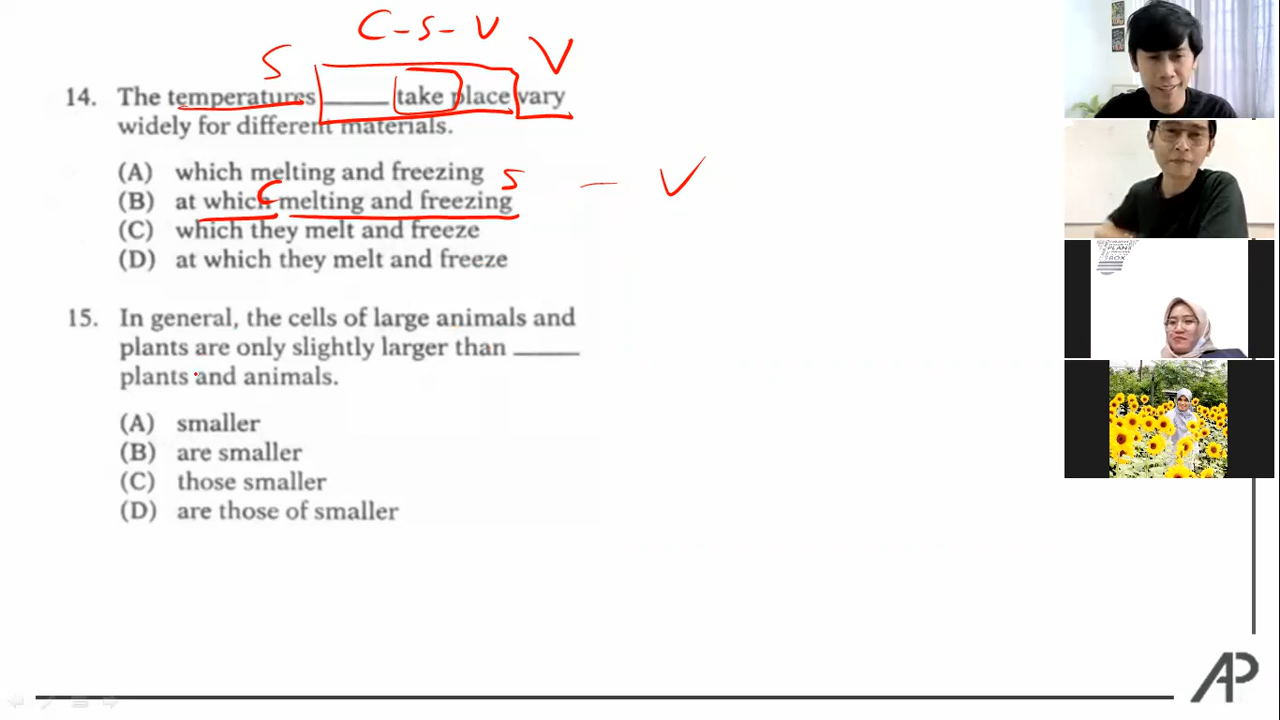 C-S-V
S
V
14. The temperatures _____ take place vary
widely for different materials.
(A) which melting and freezing
S - V
C
(B) at which melting and freezing
(C) which they melt and freeze
(D) at which they melt and freeze
15. In general, the cells of large animals and
plants are only slightly larger than _____
plants and animals.
(A) smaller
(B) are smaller
(C) those smaller
(D) are those of smaller
AP
PLANT
BOX